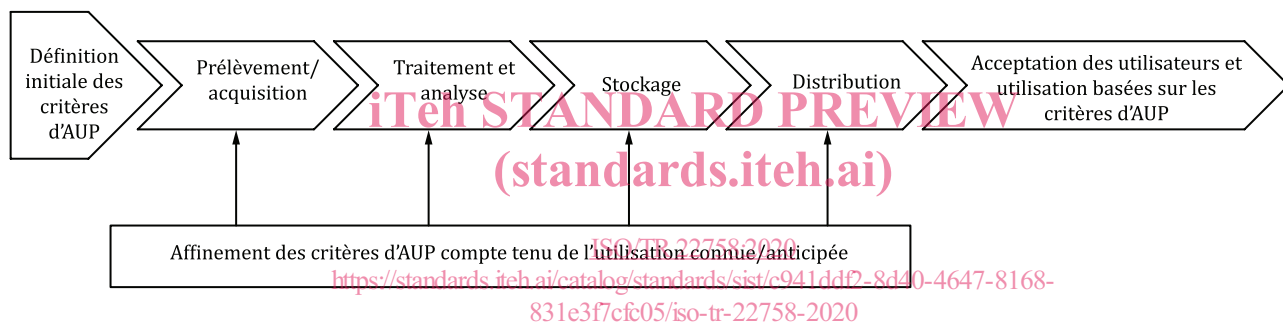 Définition
initiale des
critères
d’AUP
Prélèvement/
acquisition
Traitement et
analyse
Stockage
Distribution
Acceptation des utilisateurs et
utilisation basées sur les
critères d’AUP
iTeh STANDARD PREVIEW
(standards.iteh.ai)
Affinement des critères d’AUP compte tenu de l’utilisation connue/anticipée
ISO/TR 22758:2020
https://standards.iteh.ai/catalog/standards/sist/c941ddf2-8d40-4647-8168-
831e3f7cfc05/iso-tr-22758-2020